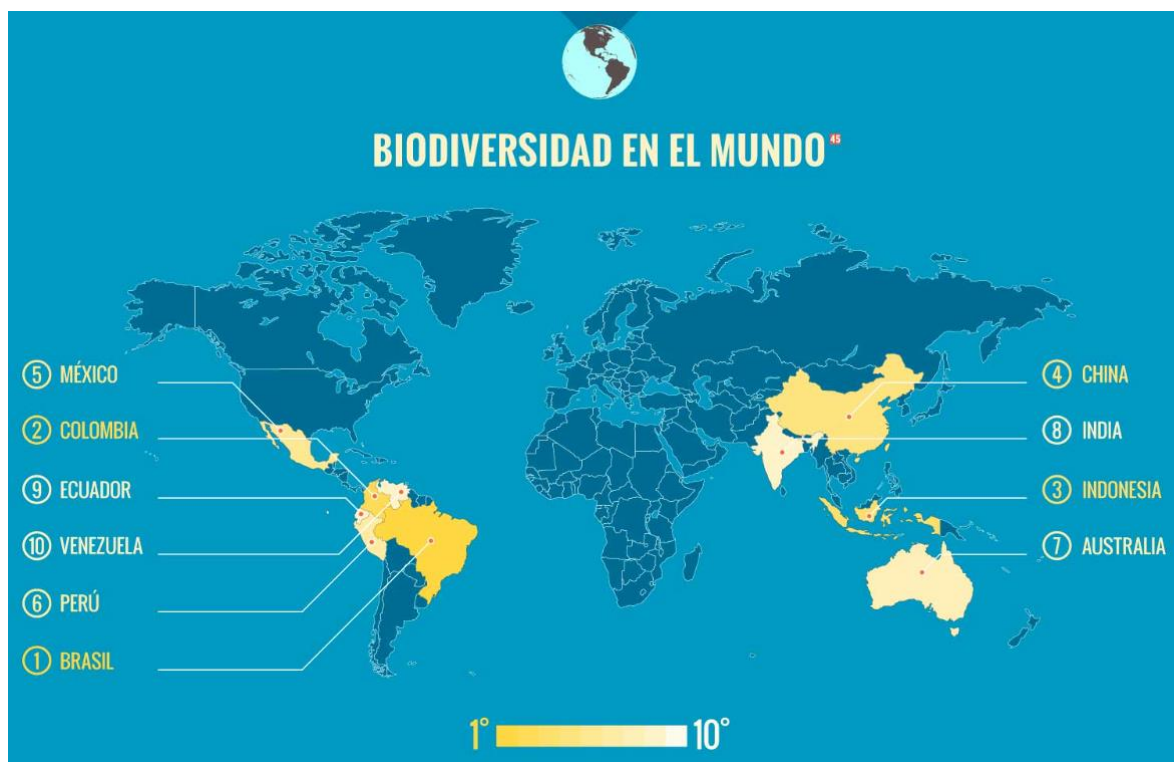 BIODIVERSIDAD EN EL MUNDO 45
5 MÉXICO
2 COLOMBIA
9 ECUADOR
10 VENEZUELA
6 PERÚ
1 BRASIL
4 CHINA
8 INDIA
3 INDONESIA
7 AUSTRALIA
1° 10°